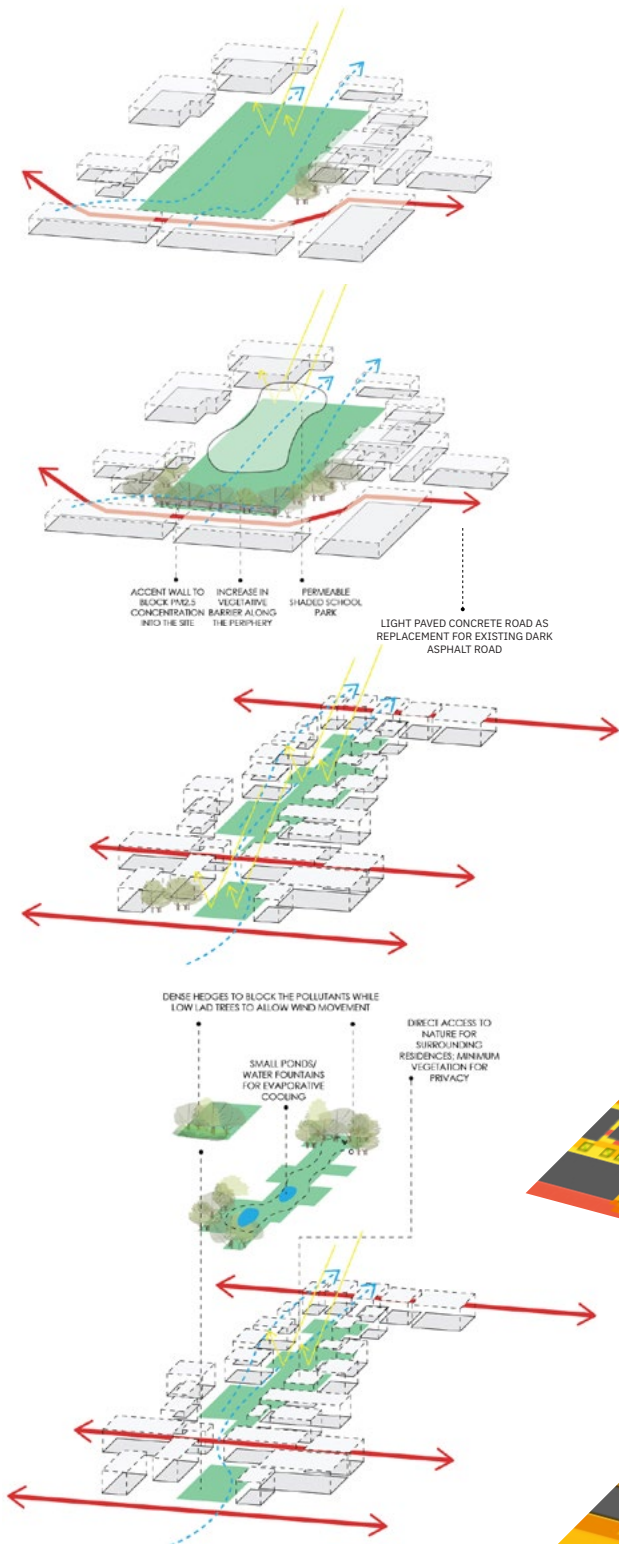 ACCENT WALL TO
BLOCK PM2.5
CONCENTRATION
INTO THE SITE
INCREASE IN
VEGETATIVE
BARRIER ALONG
THE PERIPHERY
PERMEABLE
SHADED SCHOOL
PARK
LIGHT PAVED CONCRETE ROAD AS
REPLACEMENT FOR EXISTING DARK
ASPHALT ROAD
DENSE HEDGES TO BLOCK THE POLLUTANTS WHILE
LOW LAD TREES TO ALLOW WIND MOVEMENT
SMALL PONDS/
WATER FOUNTAINS
FOR EVAPORATIVE
COOLING
DIRECT ACCESS TO
NATURE FOR
SURROUNDING
RESIDENCES; MINIMUM
VEGETATION FOR
PRIVACY